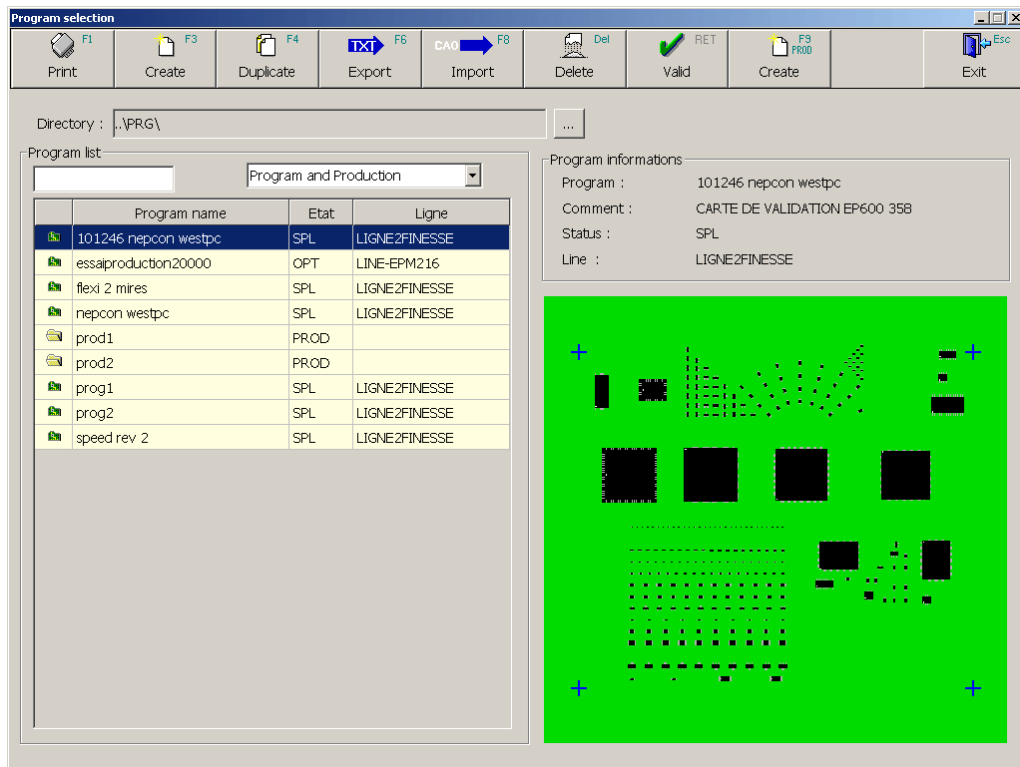 Program selection
F1 F3 F4 TXT F6 CAO F8 Del RET F9 PROD Esc
Print Create Duplicate Export Import Delete Valid Create Exit
Directory : ..\PRG\ ...
Program list
Program and Production
Program name Etat Ligne
101246 nepcon westpc SPL LIGNE2FINESSE
essaiproduction20000 OPT LINE-EPM216
flexi 2 mires SPL LIGNE2FINESSE
nepcon westpc SPL LIGNE2FINESSE
prod1 PROD
prod2 PROD
prog1 SPL LIGNE2FINESSE
prog2 SPL LIGNE2FINESSE
speed rev 2 SPL LIGNE2FINESSE
Program informations
Program : 101246 nepcon westpc
Comment : CARTE DE VALIDATION EP600 358
Status : SPL
Line : LIGNE2FINESSE